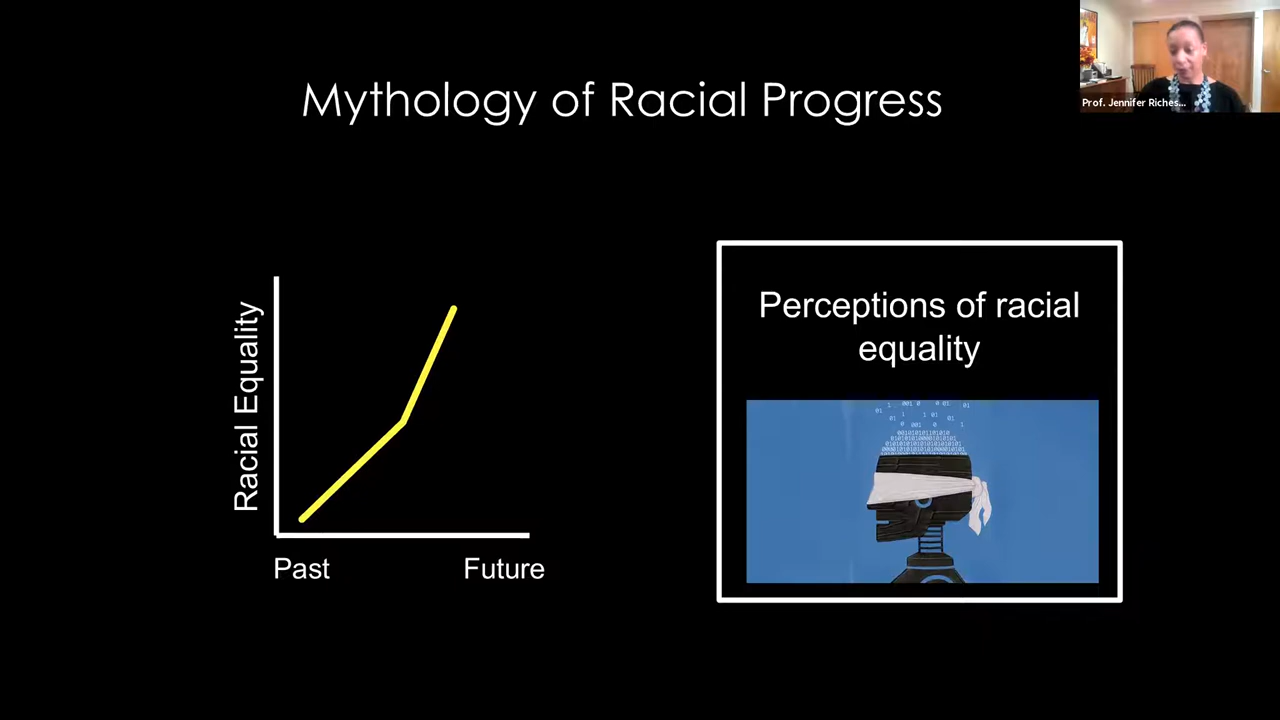 Mythology of Racial Progress
Prof. Jennifer Riches...
Racial Equality
Past
Future
Perceptions of racial
equality